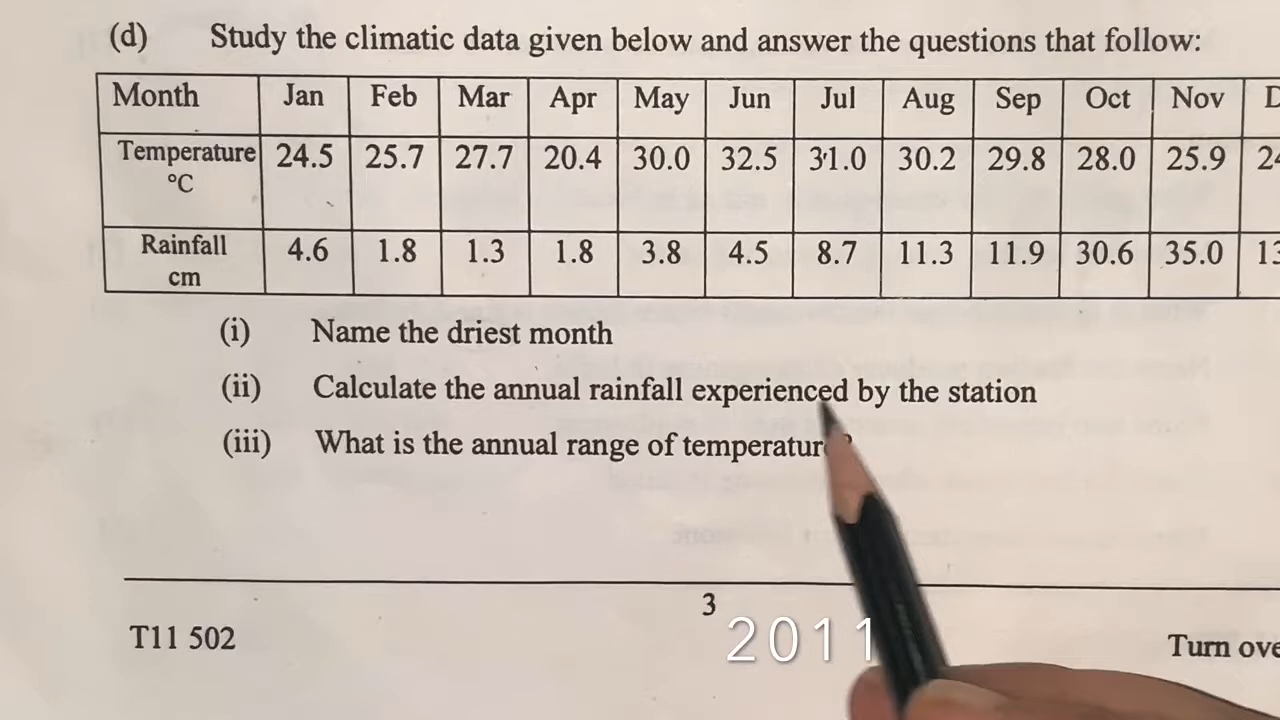 (d) Study the climatic data given below and answer the questions that follow:
Month Jan Feb Mar Apr May Jun Jul Aug Sep Oct Nov
Temperature 24.5 25.7 27.7 20.4 30.0 32.5 31.0 30.2 29.8 28.0 25.9
°C
Rainfall 4.6 1.8 1.3 1.8 3.8 4.5 8.7 11.3 11.9 30.6 35.0
cm
(i) Name the driest month
(ii) Calculate the annual rainfall experienced by the station
(iii) What is the annual range of temperature?
3
2011
T11 502
Turn ove